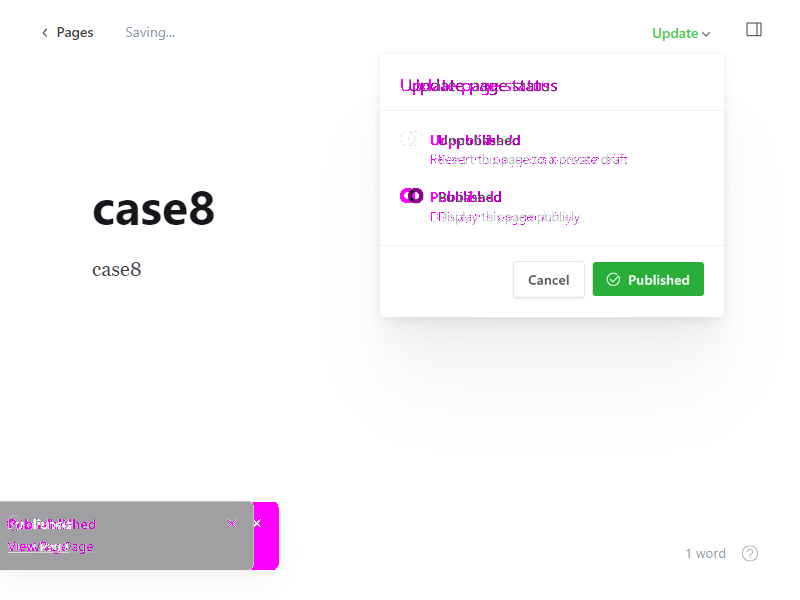 Pages
Saving...
Update
Update page status
Unpublished
Revert this page to a private draft
Published
Display this page publicly
case8
case8
Cancel
Published
Published
View Page
1 word